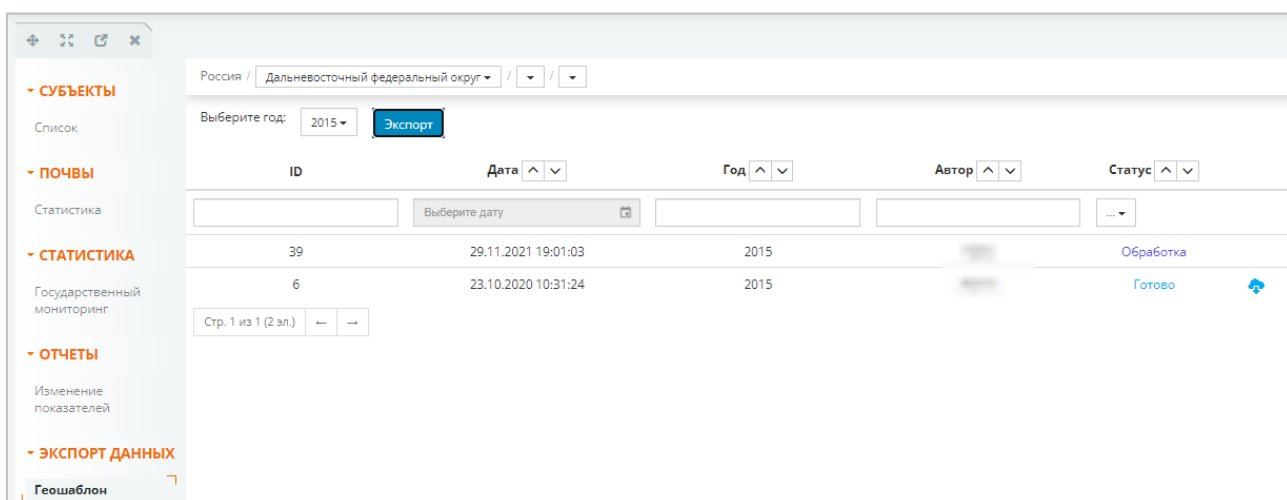 СУБЪЕКТЫ
Список
ПОЧВЫ
Статистика
СТАТИСТИКА
Государственный
мониторинг
ОТЧЕТЫ
Изменение
показателей
ЭКСПОРТ ДАННЫХ
Геошаблон
Россия / Дальневосточный федеральный округ / /
Выберите год: 2015 Экспорт
ID Дата Год Автор Статус
Выберите дату ...
39 29.11.2021 19:01:03 2015 Обработка
6 23.10.2020 10:31:24 2015 Готово
Стр. 1 из 1 (2 эл.) ← →